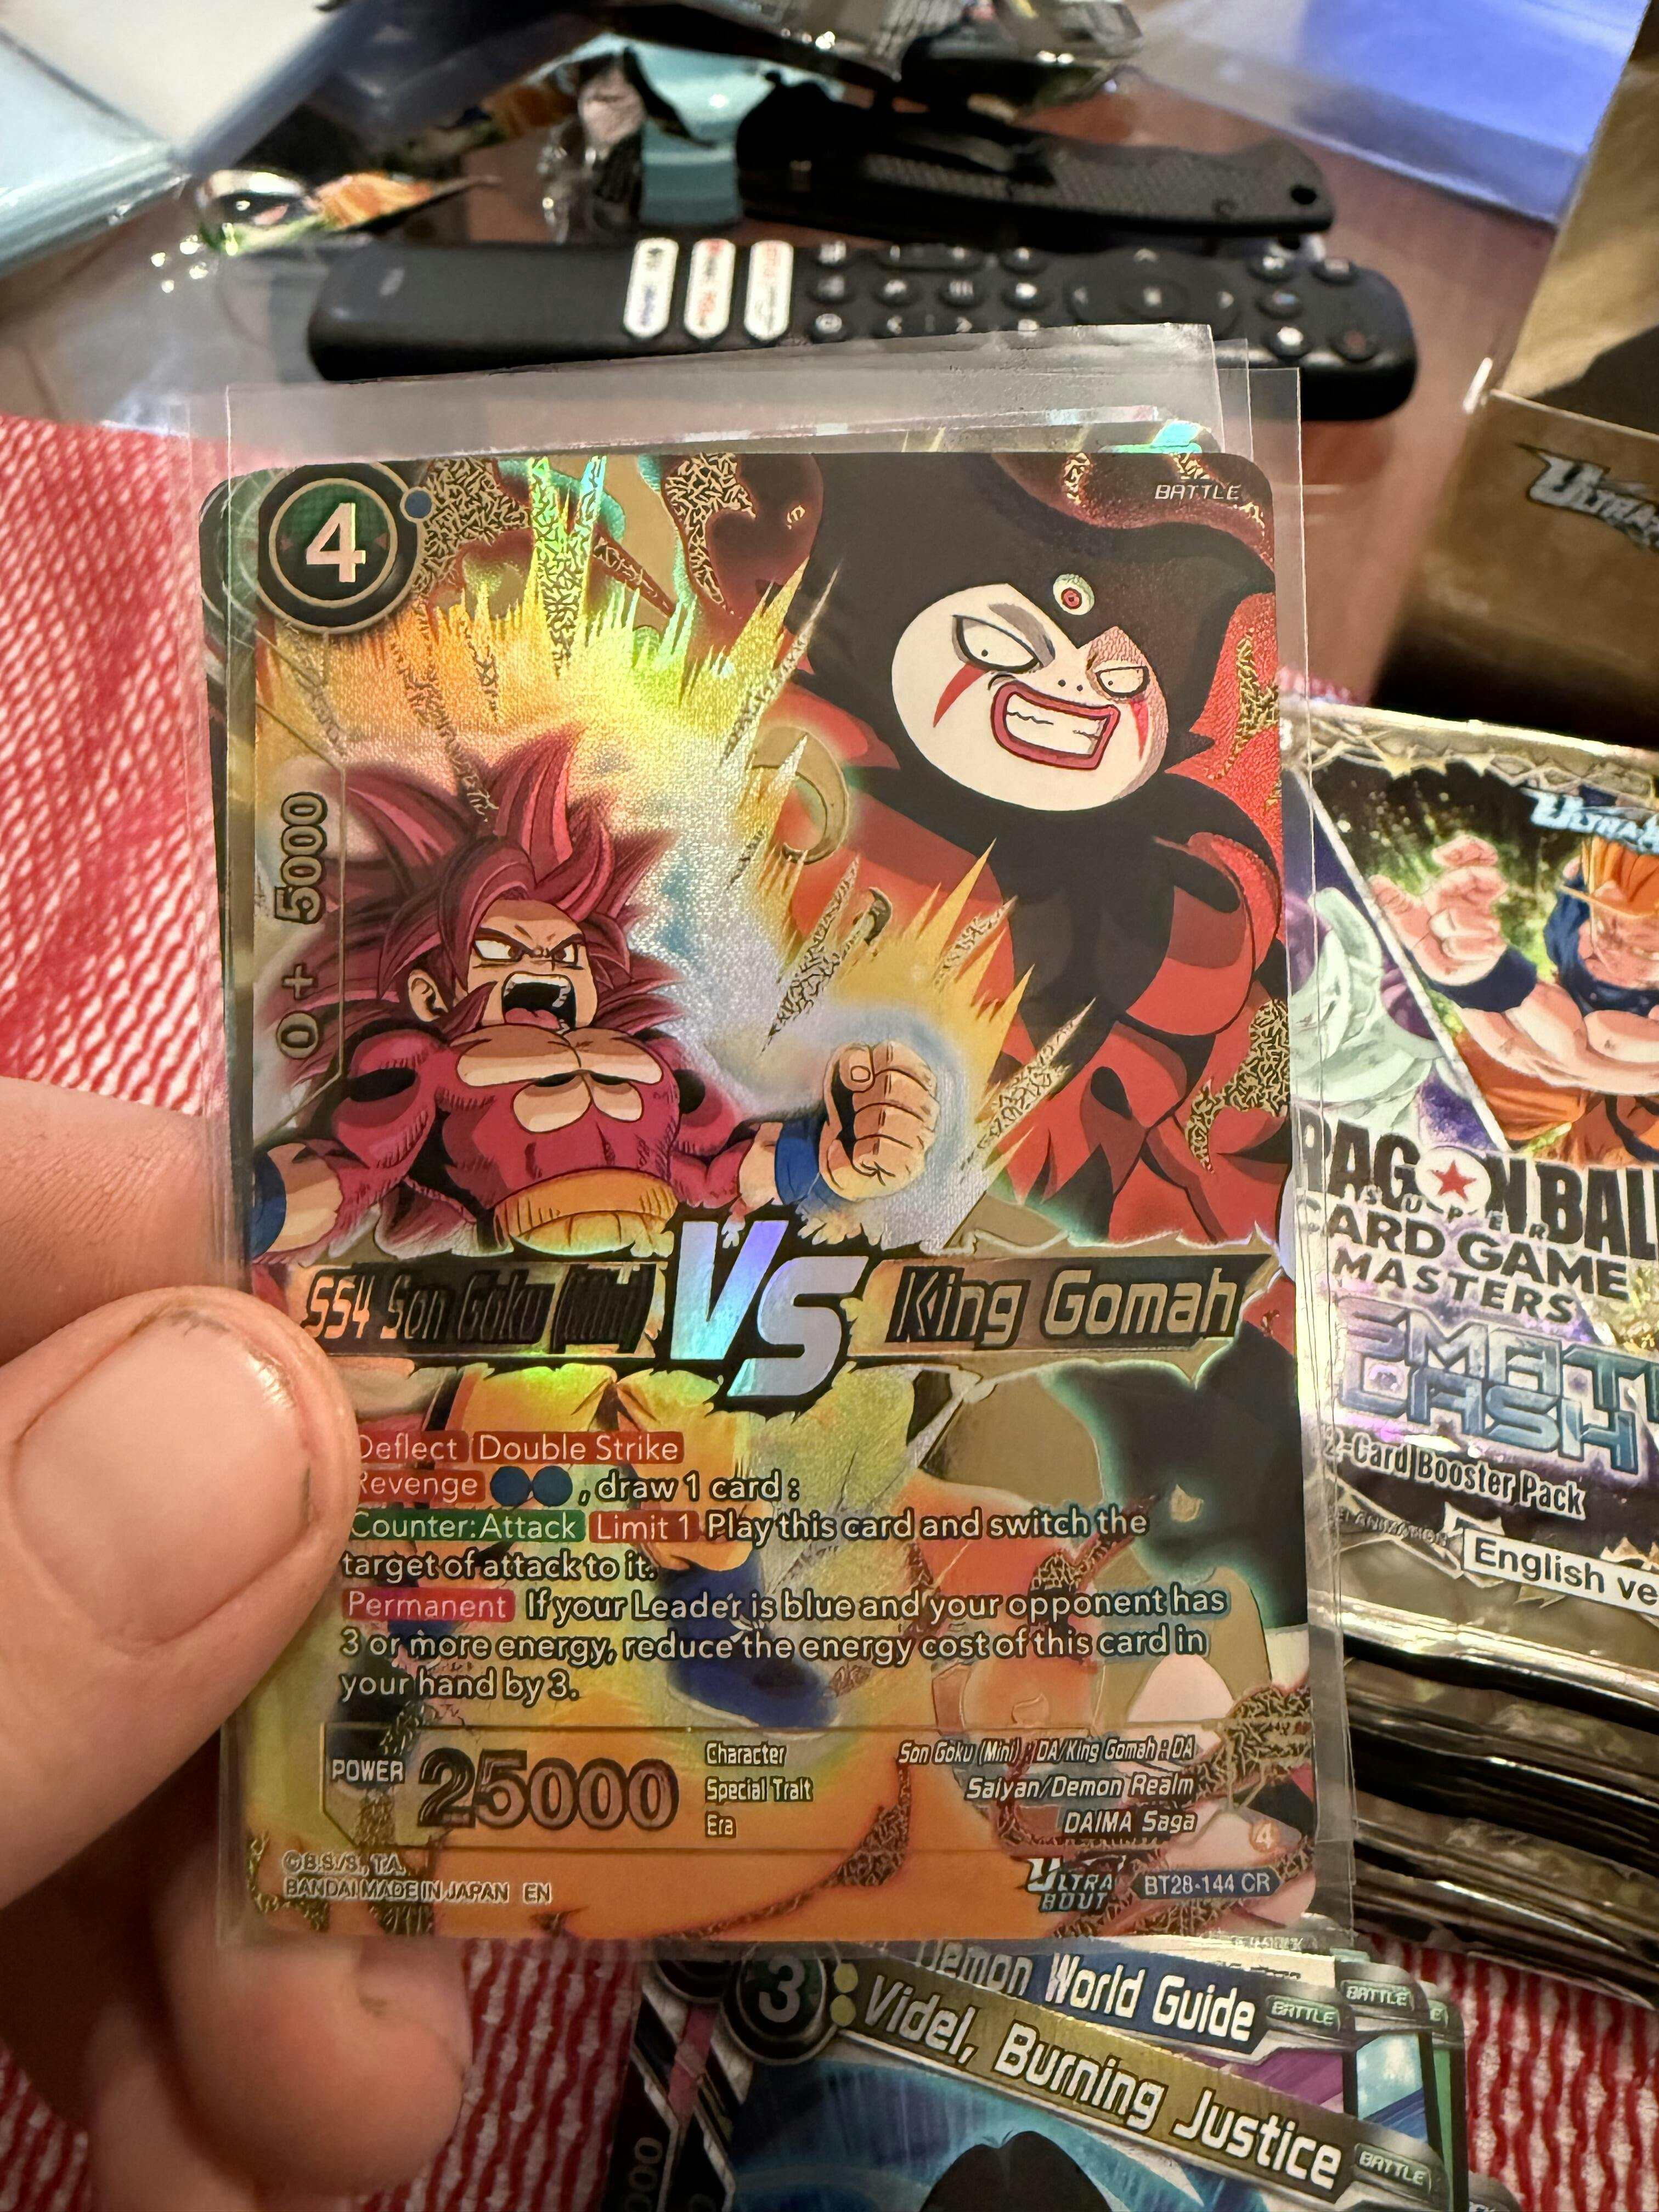 4
BATTLE
0 + 5000
SS4 Son Goku (Mini) VS King Gomah
Deflect Double Strike
Revenge , draw 1 card :
Counter:Attack Limit 1 Play this card and switch the
target of attack to it.
Permanent If your Leader is blue and your opponent has
3 or more energy, reduce the energy cost of this card in
your hand by 3.
POWER 25000
Character Son Goku (Mini) : DA/King Gomah : DA
Special Trait Saiyan/Demon Realm
Era DAIMA Saga
4
©B.S/S., T.A.
BANDAI MADE IN JAPAN EN
ULTRA
BOUT
BT28-144 CR
ULTRA
RAGON BALL
SUPER
CARD GAME
MASTERS
-Card Booster Pack
English ve
Demon World Guide
BATTLE
BATTLE
3
Videl, Burning Justice
BATTLE
000